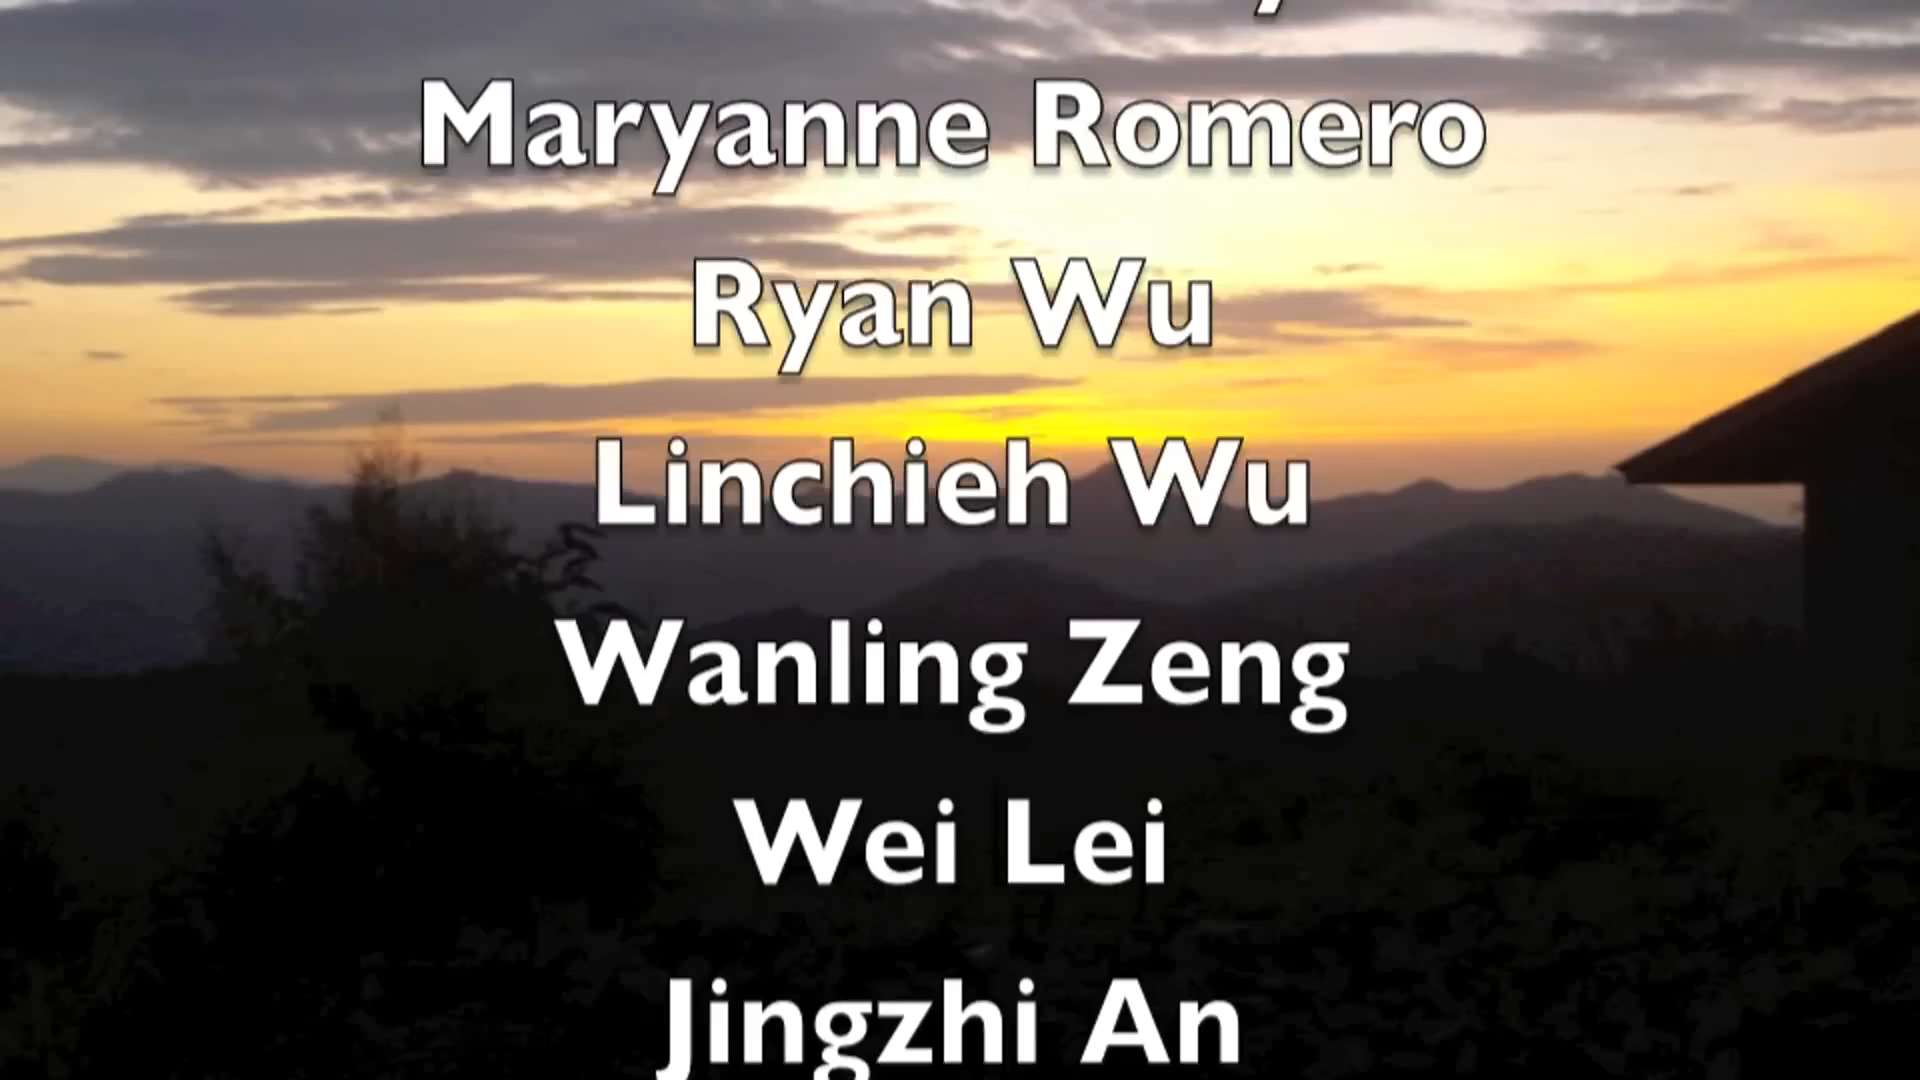 Maryanne Romero
Ryan Wu
Linchieh Wu
Wanling Zeng
Wei Lei
Jingzhi An